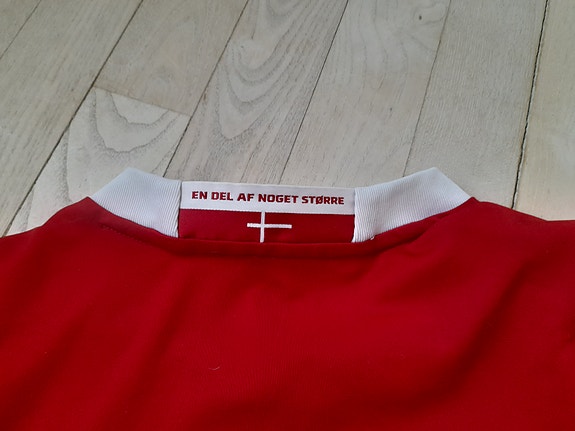 EN DEL AF NOGET STØRRE